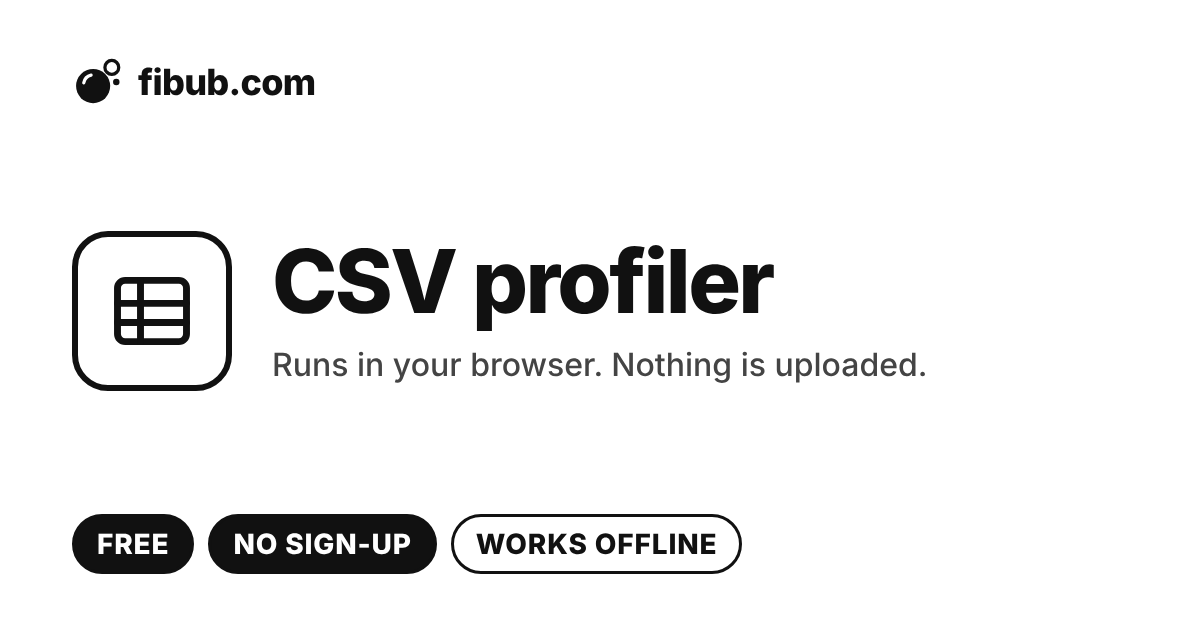 fibub.com
CSV profiler
Runs in your browser. Nothing is uploaded.
FREE
NO SIGN-UP
WORKS OFFLINE